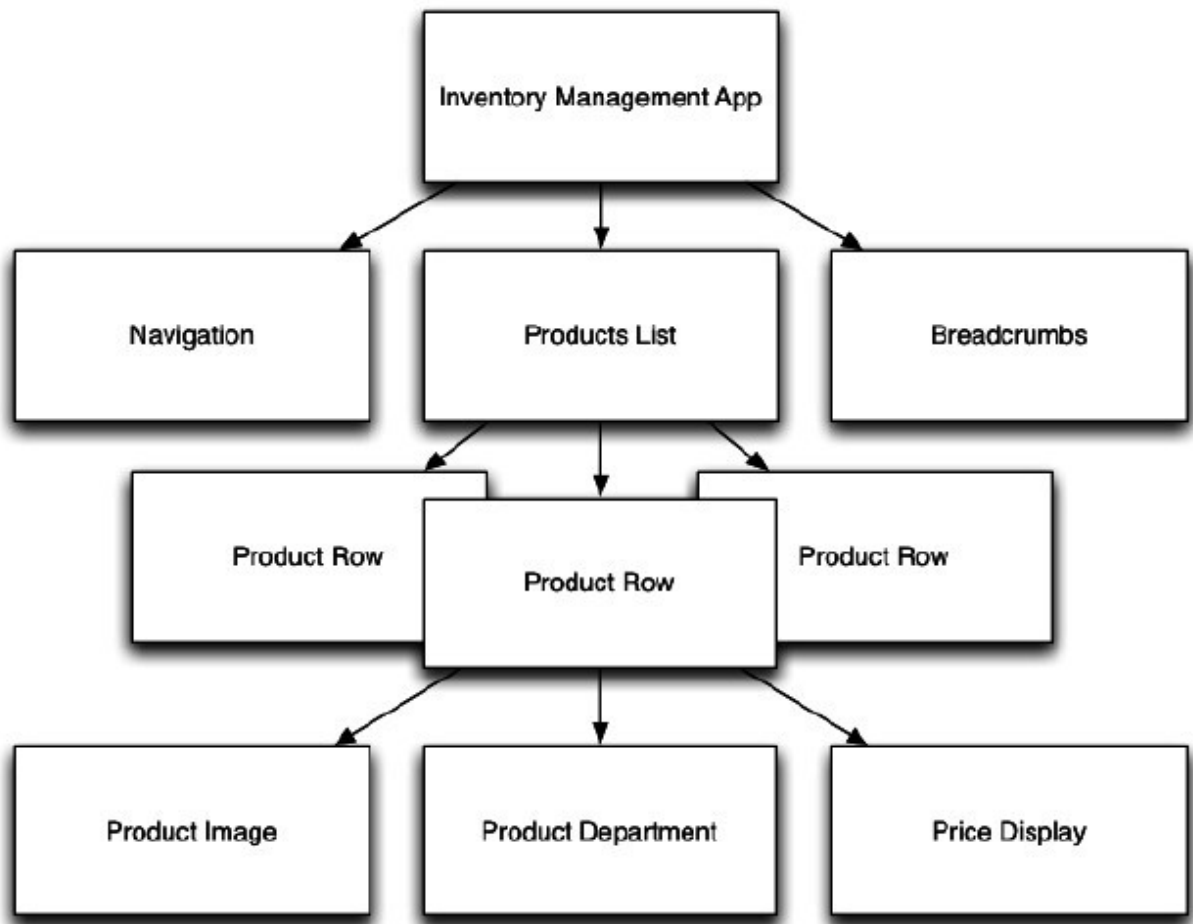 Inventory Management App
Navigation
Products List
Breadcrumbs
Product Row
Product Row
Product Row
Product Image
Product Department
Price Display